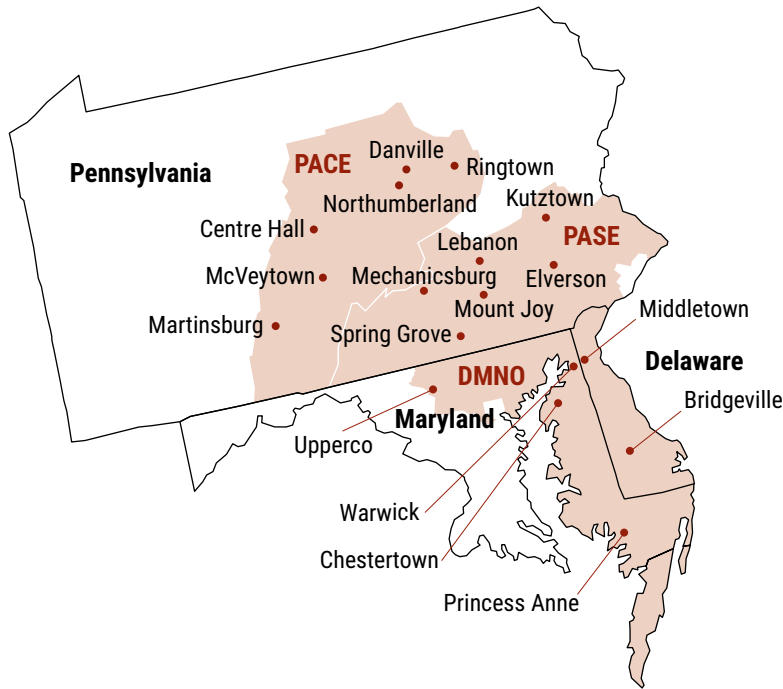 Danville
PACE
Ringtown
Pennsylvania
Northumberland
Kutztown
Centre Hall
Lebanon
PASE
McVeytown
Mechanicsburg
Elverson
Mount Joy
Middletown
Martinsburg
Spring Grove
Delaware
DMNO
Bridgeville
Maryland
Upperco
Warwick
Chestertown
Princess Anne